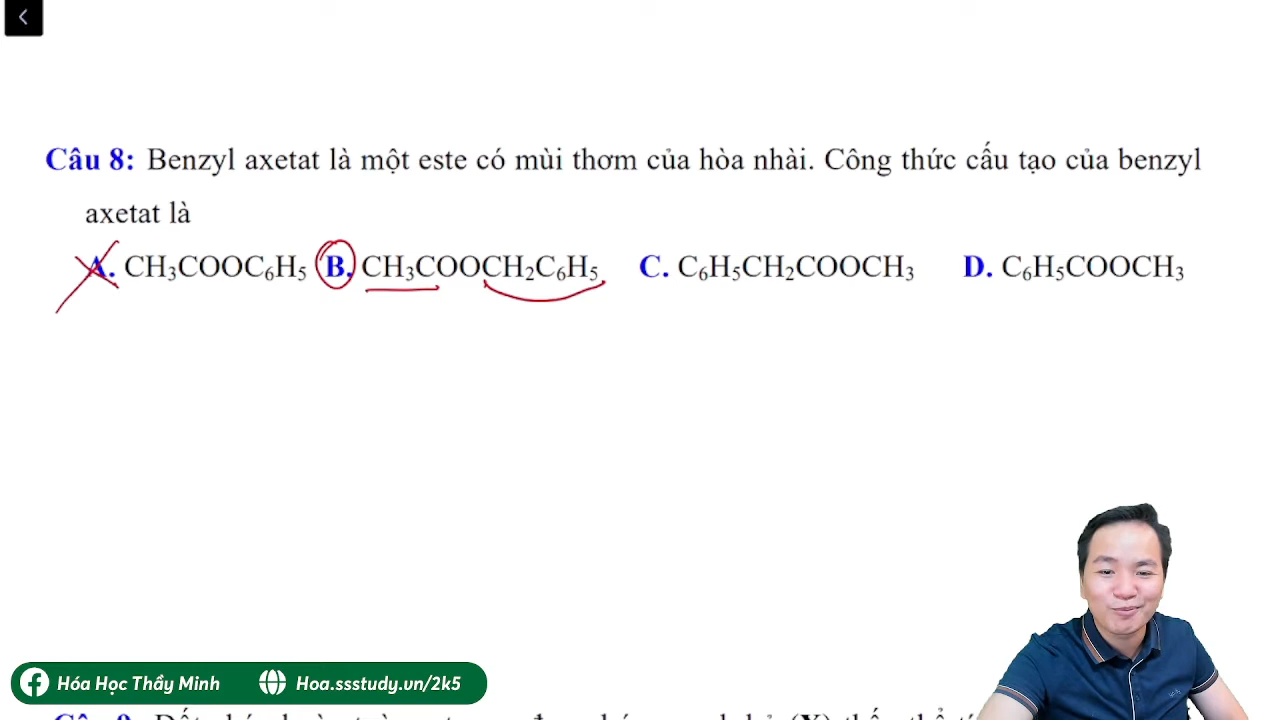 Câu 8: Benzyl axetat là một este có mùi thơm của hòa nhài. Công thức cấu tạo của benzyl
axetat là
A. CH₃COOC₆H₅ B. CH₃COOCH₂C₆H₅ C. C₆H₅CH₂COOCH₃ D. C₆H₅COOCH₃
Hóa Học Thầy Minh Hoa.ssstudy.vn/2k5